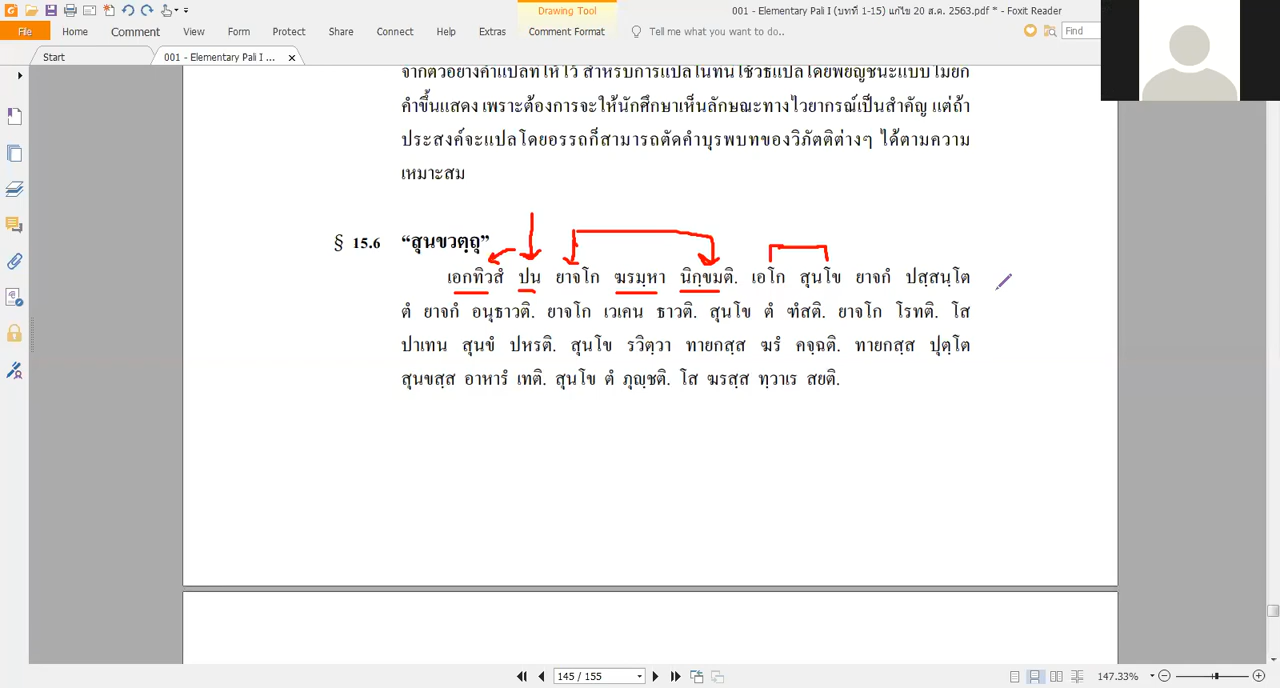 Drawing Tool
001 - Elementary Pali I (บทที่ 1-15) แก้ไข 20 ส.ค. 2563.pdf * - Foxit Reader
File Home Comment View Form Protect Share Connect Help Extras Comment Format Tell me what you want to do.. Find
Start 001 - Elementary Pali I ...
จากตัวอย่างคำแปลที่ให้ไว้ สำหรับการแปลในที่นี้ใช้วิธีแปลโดยพยัญชนะแบบไม่ยก
คำขึ้นแสดง เพราะต้องการจะให้นักศึกษาเห็นลักษณะทางไวยากรณ์เป็นสำคัญ แต่ถ้า
ประสงค์จะแปลโดยอรรถก็สามารถตัดคำบุรพบทของวิภัตติต่างๆ ได้ตามความ
เหมาะสม
§ 15.6 “สุนขวตฺถุ”
เอกทิวสํ ปน ยาจโก ฆรมฺหา นิกฺขมติ. เอโก สุนโข ยาจกํ ปสฺสนฺโต
ตํ ยาจกํ อนุธาวติ. ยาจโก เวเคน ธาวติ. สุนโข ตํ ฑํสติ. ยาจโก โรทติ. โส
ปาเทน สุนขํ ปหรติ. สุนโข รวิตฺวา ทายกสฺส ฆรํ คจฺฉติ. ทายกสฺส ปุตฺโต
สุนขสฺส อาหารํ เทติ. สุนโข ตํ ภุญฺชติ. โส ฆรสฺส ทฺวาเร สยติ.
145 / 155 147.33%